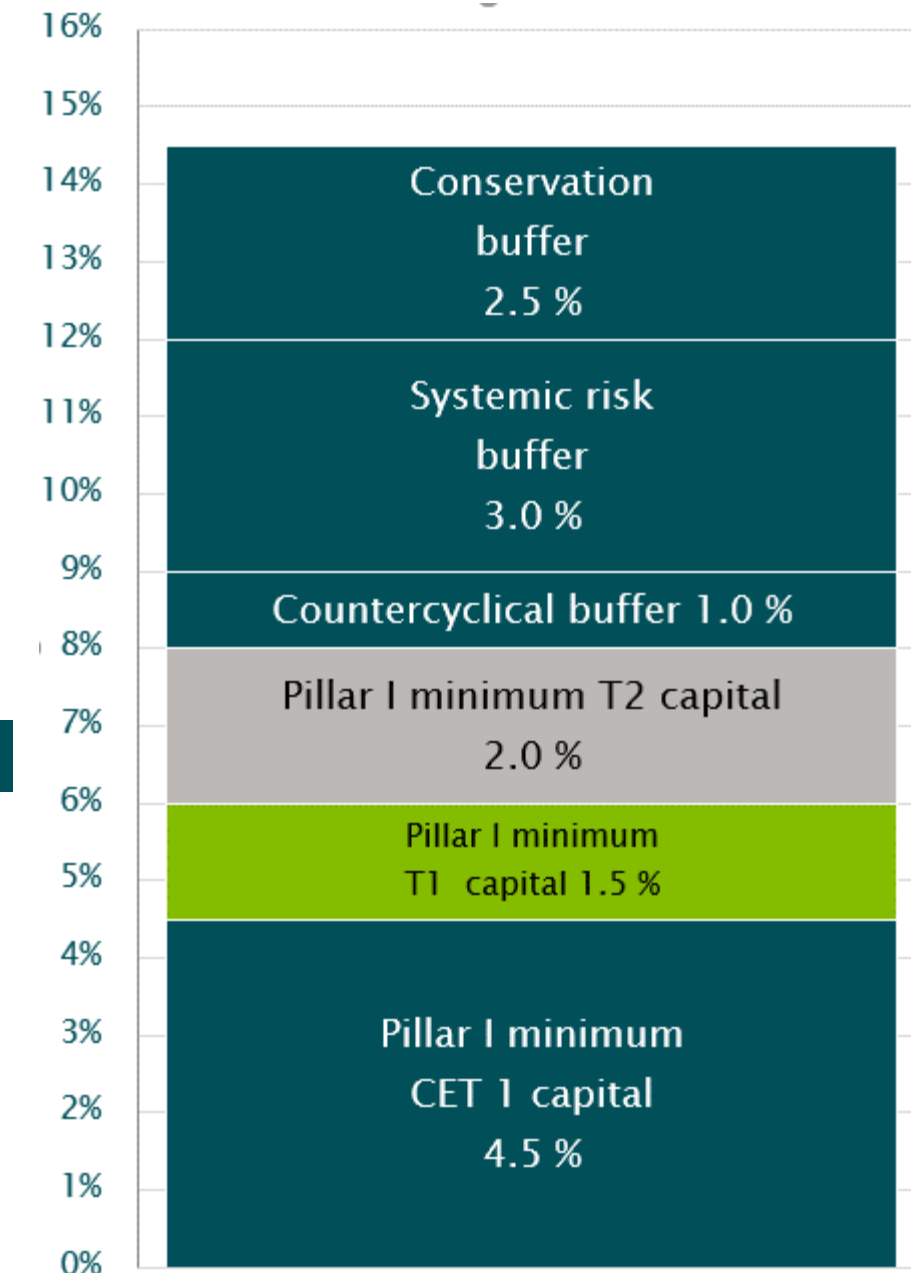 16%
15%
14%
13%
12%
11%
10%
9%
8%
7%
6%
5%
4%
3%
2%
1%
0%
Conservation
buffer
2.5 %
Systemic risk
buffer
3.0 %
Countercyclical buffer 1.0 %
Pillar I minimum T2 capital
2.0 %
Pillar I minimum
T1 capital 1.5 %
Pillar I minimum
CET 1 capital
4.5 %